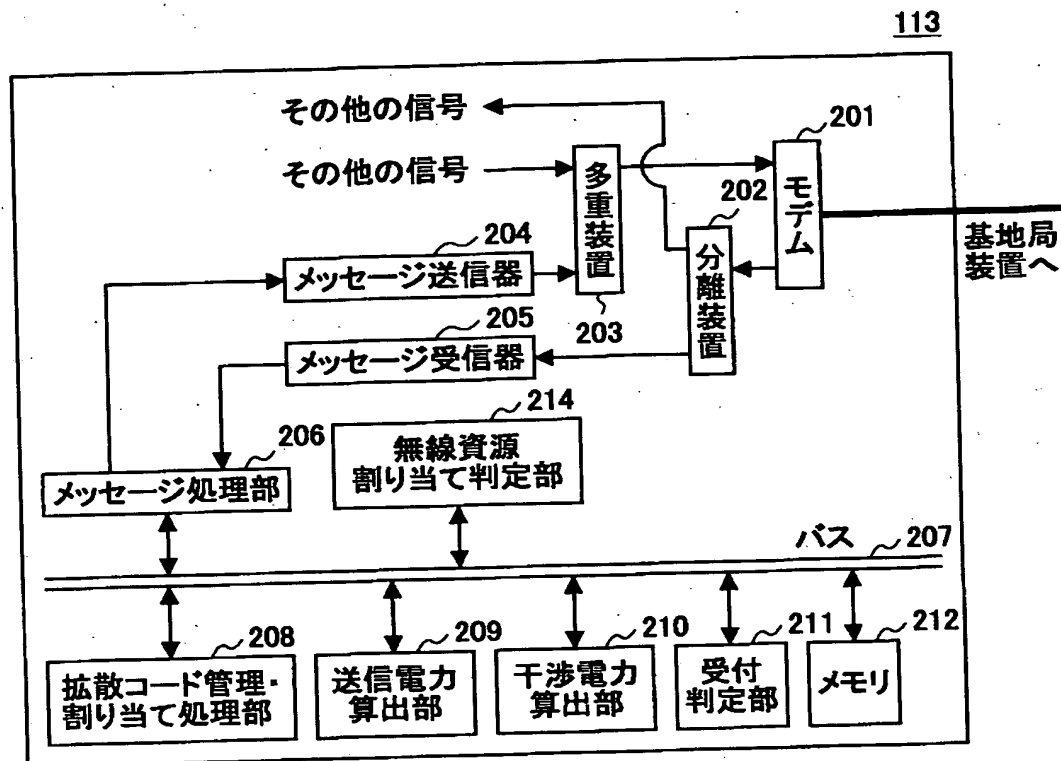 113
その他の信号
201
その他の信号
多重装置
モデム
202
分離装置
204
メッセージ送信器
基地局
装置へ
203
205
メッセージ受信器
214
無線資源
割り当て判定部
206
メッセージ処理部
バス
207
208
拡散コード管理・
割り当て処理部
209
送信電力
算出部
210
干渉電力
算出部
211
受付
判定部
212
メモリ